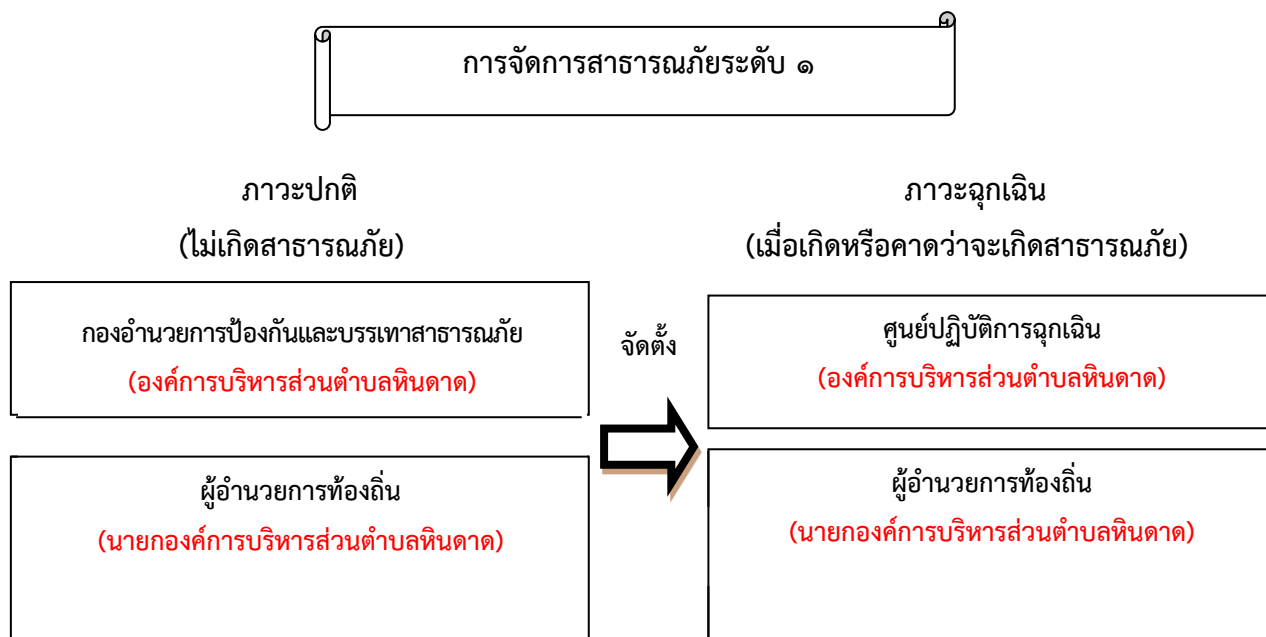 การจัดการสาธารณภัยระดับ ๑
ภาวะปกติ
(ไม่เกิดสาธารณภัย)
กองอำนวยการป้องกันและบรรเทาสาธารณภัย
(องค์การบริหารส่วนตำบลหินดาด)
ผู้อำนวยการท้องถิ่น
(นายกองค์การบริหารส่วนตำบลหินดาด)
จัดตั้ง
ภาวะฉุกเฉิน
(เมื่อเกิดหรือคาดว่าจะเกิดสาธารณภัย)
ศูนย์ปฏิบัติการฉุกเฉิน
(องค์การบริหารส่วนตำบลหินดาด)
ผู้อำนวยการท้องถิ่น
(นายกองค์การบริหารส่วนตำบลหินดาด)